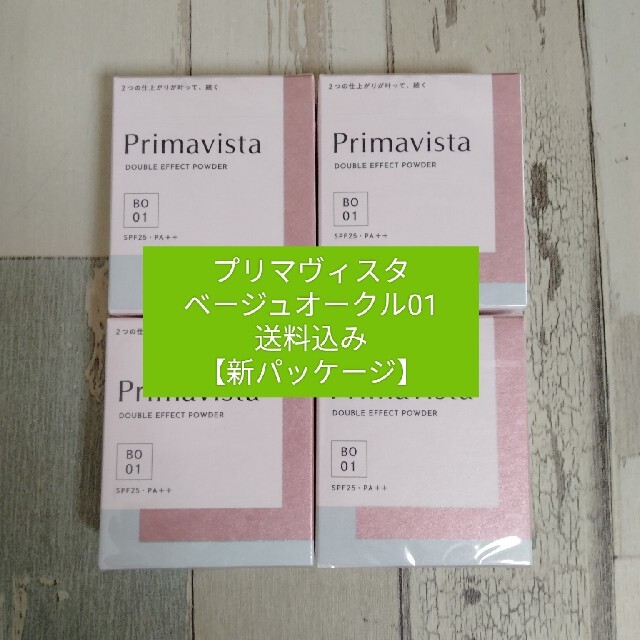 2つの仕上がりが叶って、続く
Primavista
DOUBLE EFFECT POWDER
BO
01
SPF25・PA++
2つの仕上がりが叶って、続く
Primavista
DOUBLE EFFECT POWDER
BO
01
SPF25・PA++
プリマヴィスタ
ベージュオークル01
送料込み
【新パッケージ】
2つの仕
Primavista
DOUBLE EFFECT POWDER
BO
01
SPF25・PA++
DOUBLE EFFECT POWDER
BO
01
SPF25・PA++